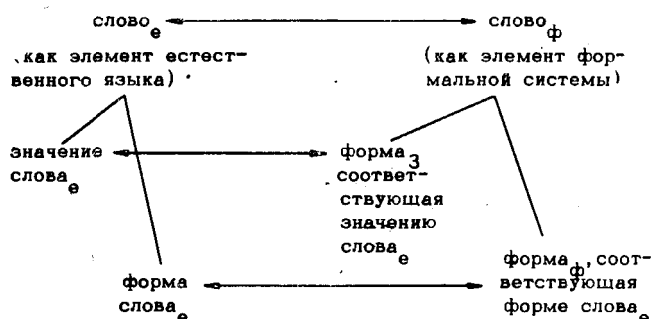 слово_е слово_ф
(как элемент естест- (как элемент фор-
венного языка) мальной системы)
значение форма_З
слова_е соответ-
ствующая
значению
слова_е
форма форма_ф, соот-
слова_е ветствующая
форме слова_е